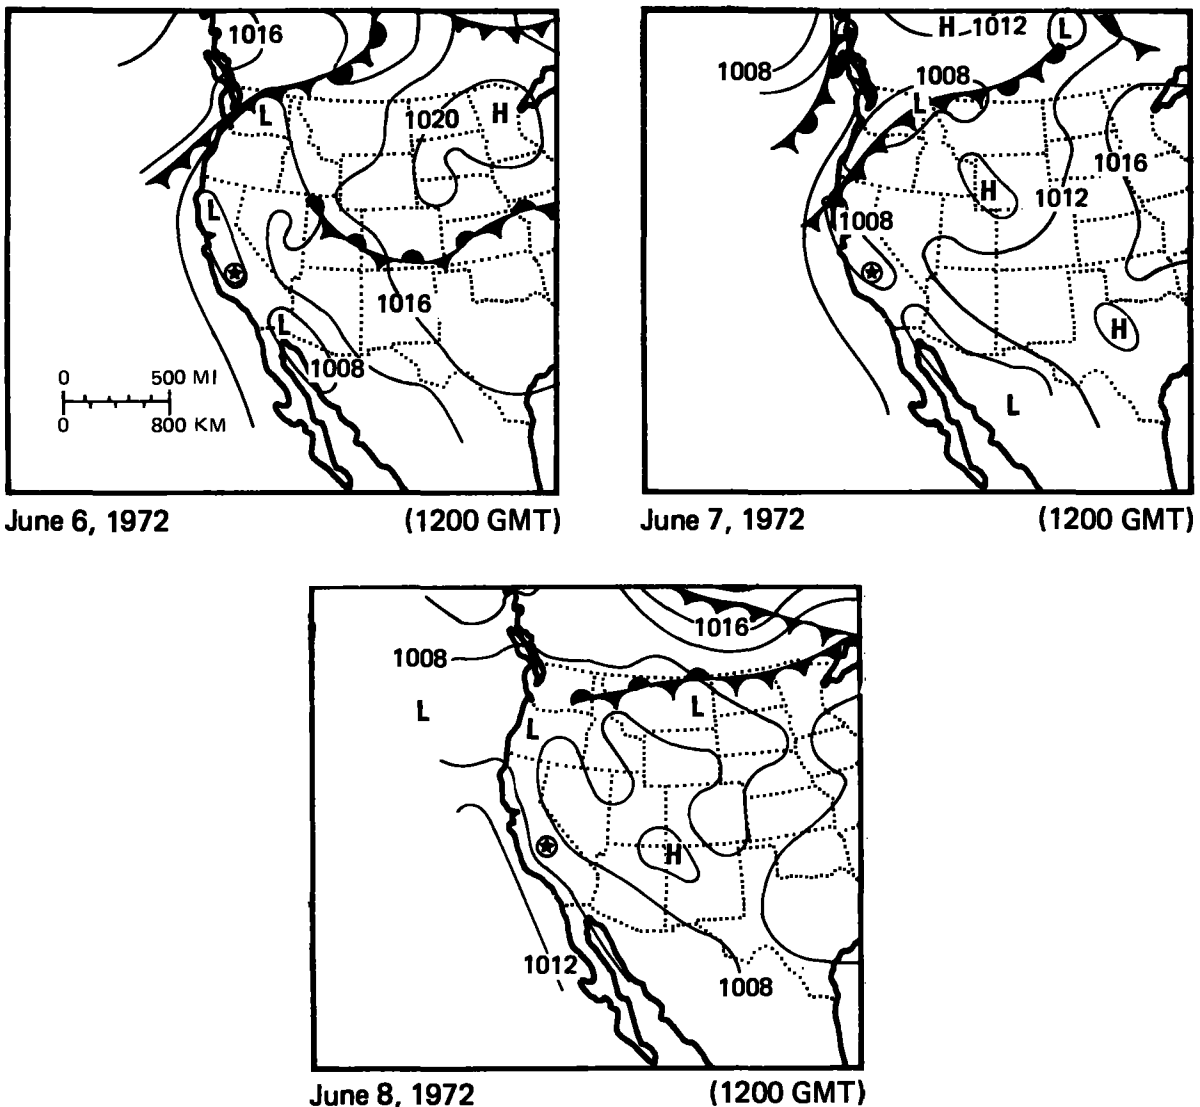 1016
L
1020
H
L
1016
L
1008
0 500 MI
0 800 KM
June 6, 1972 (1200 GMT)
H 1012 L
1008
1008
L
1016
H 1012
1008
H
L
June 7, 1972 (1200 GMT)
1016
1008
L
L
L
H
1012
1008
June 8, 1972 (1200 GMT)